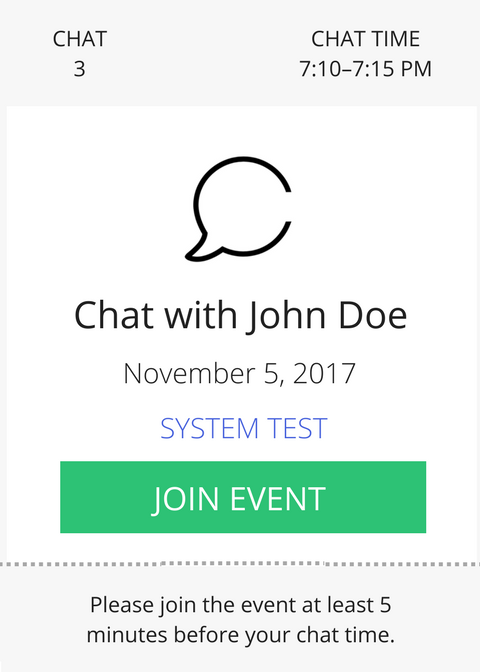 CHAT
3
CHAT TIME
7:10–7:15 PM
Chat with John Doe
November 5, 2017
SYSTEM TEST
JOIN EVENT
Please join the event at least 5
minutes before your chat time.